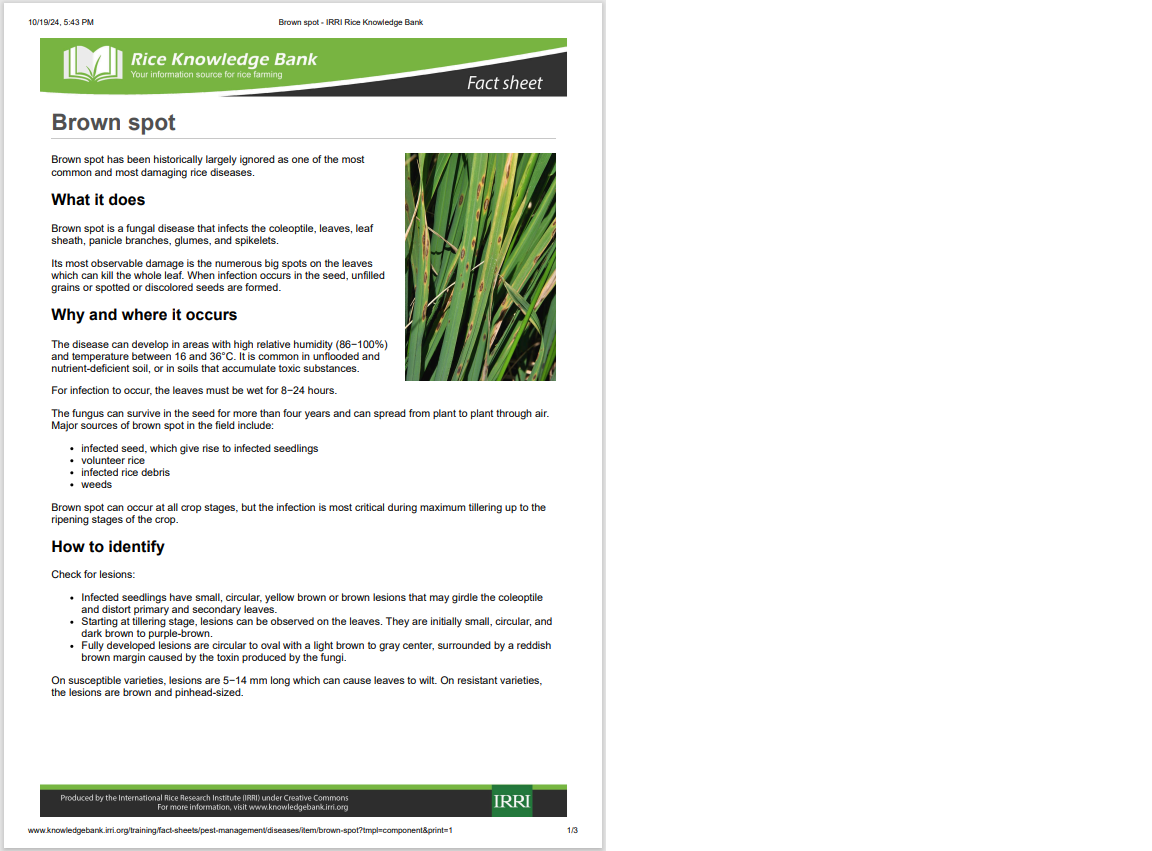 10/19/24, 5:43 PM
Brown spot - IRRI Rice Knowledge Bank
Rice Knowledge Bank
Your information source for rice farming
Fact sheet
Brown spot
Brown spot has been historically largely ignored as one of the most
common and most damaging rice diseases.
What it does
Brown spot is a fungal disease that infects the coleoptile, leaves, leaf
sheath, panicle branches, glumes, and spikelets.
Its most observable damage is the numerous big spots on the leaves
which can kill the whole leaf. When infection occurs in the seed, unfilled
grains or spotted or discolored seeds are formed.
Why and where it occurs
The disease can develop in areas with high relative humidity (86−100%)
and temperature between 16 and 36°C. It is common in unflooded and
nutrient-deficient soil, or in soils that accumulate toxic substances.
For infection to occur, the leaves must be wet for 8−24 hours.
The fungus can survive in the seed for more than four years and can spread from plant to plant through air.
Major sources of brown spot in the field include:
• infected seed, which give rise to infected seedlings
• volunteer rice
• infected rice debris
• weeds
Brown spot can occur at all crop stages, but the infection is most critical during maximum tillering up to the
ripening stages of the crop.
How to identify
Check for lesions:
• Infected seedlings have small, circular, yellow brown or brown lesions that may girdle the coleoptile
and distort primary and secondary leaves.
• Starting at tillering stage, lesions can be observed on the leaves. They are initially small, circular, and
dark brown to purple-brown.
• Fully developed lesions are circular to oval with a light brown to gray center, surrounded by a reddish
brown margin caused by the toxin produced by the fungi.
On susceptible varieties, lesions are 5−14 mm long which can cause leaves to wilt. On resistant varieties,
the lesions are brown and pinhead-sized.
Produced by the International Rice Research Institute (IRRI) under Creative Commons
For more information, visit www.knowledgebank.irri.org
IRRI
www.knowledgebank.irri.org/training/fact-sheets/pest-management/diseases/item/brown-spot?tmpl=component&print=1
1/3